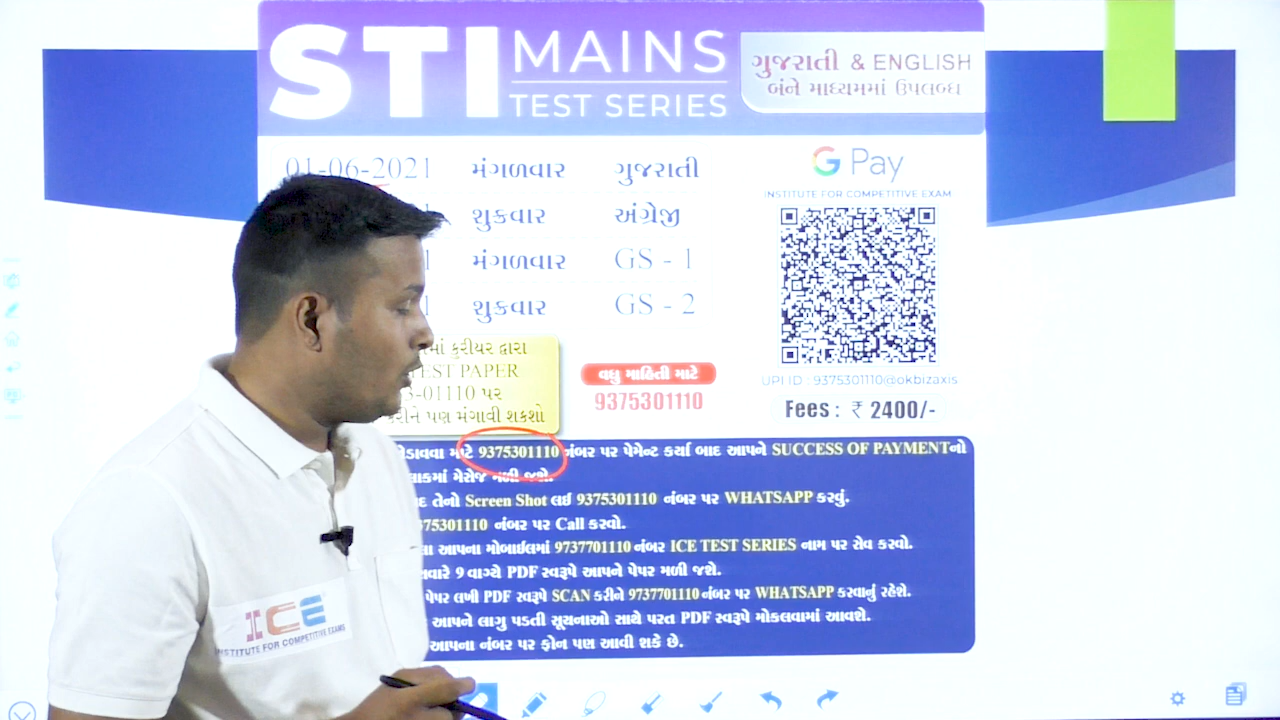 STI MAINS
TEST SERIES
ગુજરાતી & ENGLISH
બંને માધ્યમમાં ઉપલબ્ધ
01-06-2021 મંગળવાર ગુજરાતી
શુક્રવાર અંગ્રેજી
1 મંગળવાર GS - 1
1 શુક્રવાર GS - 2
G Pay
INSTITUTE FOR COMPETITIVE EXAM
UPI ID : 9375301110@okbizaxis
Fees : ₹ 2400/-
કુરીયર દ્વારા
TEST PAPER
3-01110 પર
કરીને પણ મંગાવી શકશો
વધુ માહિતી માટે
9375301110
માટે 9375301110 નંબર પર પેમેન્ટ કર્યા બાદ આપને SUCCESS OF PAYMENTનો
મેસેજ મળી જશે.
તેનો Screen Shot લઈ 9375301110 નંબર પર WHATSAPP કરવું.
75301110 નંબર પર Call કરવો.
આપના મોબાઈલમાં 9737701110 નંબર ICE TEST SERIES નામ પર સેવ કરવો.
9 વાગ્યે PDF સ્વરૂપે આપને પેપર મળી જશે.
પેપર લખી PDF સ્વરૂપે SCAN કરીને 9737701110 નંબર પર WHATSAPP કરવાનું રહેશે.
આપને લાગુ પડતી સૂચનાઓ સાથે પરત PDF સ્વરૂપે મોકલવામાં આવશે.
આપના નંબર પર ફોન પણ આવી શકે છે.
ICE
INSTITUTE FOR COMPETITIVE EXAMS